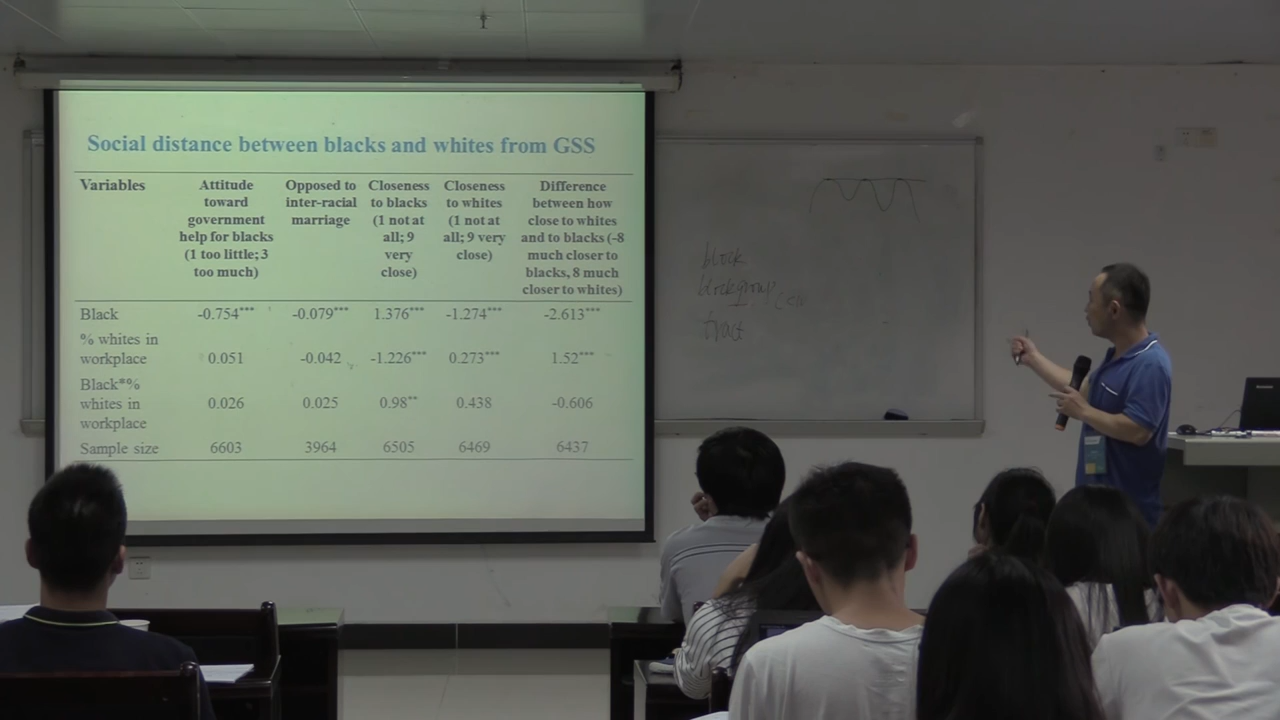 Social distance between blacks and whites from GSS
Variables
Attitude
toward
government
help for blacks
(1 too little; 3
too much)
Opposed to
inter-racial
marriage
Closeness
to blacks
(1 not at
all; 9
very
close)
Closeness
to whites
(1 not at
all; 9 very
close)
Difference
between how
close to whites
and to blacks (-8
much closer to
blacks, 8 much
closer to whites)
Black -0.754*** -0.079*** 1.376*** -1.274*** -2.613***
% whites in
workplace 0.051 -0.042 -1.226*** 0.273*** 1.52***
Black*%
whites in 0.026 0.025 0.98** 0.438 -0.606
workplace
Sample size 6603 3964 6505 6469 6437
block
blockgroup
tract